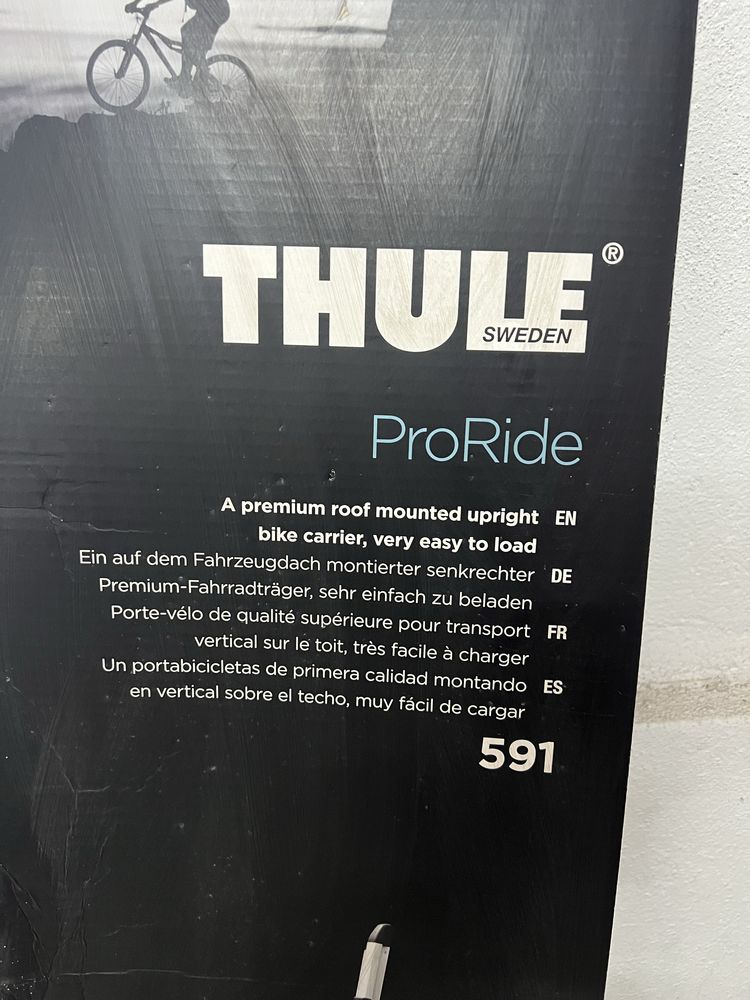 THULE®
SWEDEN
ProRide
A premium roof mounted upright EN
bike carrier, very easy to load
Ein auf dem Fahrzeugdach montierter senkrechter DE
Premium-Fahrradträger, sehr einfach zu beladen
Porte-vélo de qualité supérieure pour transport FR
vertical sur le toit, très facile à charger
Un portabicicletas de primera calidad montando ES
en vertical sobre el techo, muy fácil de cargar
591